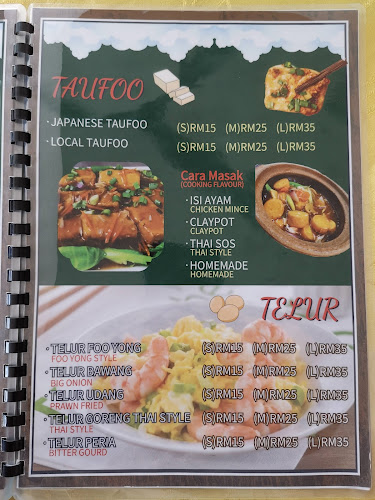 TAUFOO
· JAPANESE TAUFOO (S)RM15 (M)RM25 (L)RM35
· LOCAL TAUFOO (S)RM15 (M)RM25 (L)RM35
Cara Masak
(COOKING FLAVOUR)
· ISI AYAM
CHICKEN MINCE
· CLAYPOT
CLAYPOT
· THAI SOS
THAI STYLE
· HOMEMADE
HOMEMADE
TELUR
· TELUR FOO YONG (S)RM15 (M)RM25 (L)RM35
FOO YONG STYLE
· TELUR BAWANG (S)RM15 (M)RM25 (L)RM35
BIG ONION
· TELUR UDANG (S)RM15 (M)RM25 (L)RM35
PRAWN FRIED
· TELUR GORENG THAI STYLE (S)RM15 (M)RM25 (L)RM35
THAI STYLE
· TELUR PERIA (S)RM15 (M)RM25 (L)RM35
BITTER GOURD